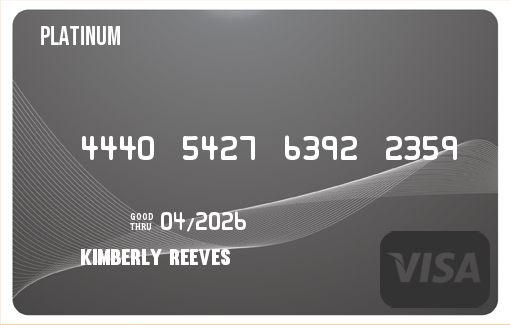 PLATINUM
4440 5427 6392 2359
GOOD THRU 04/2026
KIMBERLY REEVES
VISA